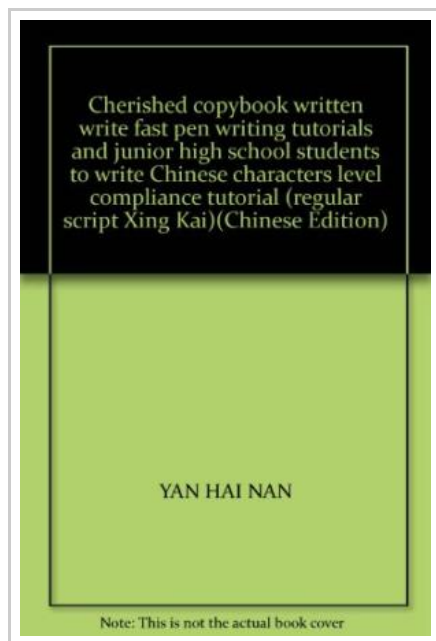 Cherished copybook written
write fast pen writing tutorials
and junior high school students
to write Chinese characters level
compliance tutorial (regular
script Xing Kai)(Chinese Edition)
YAN HAI NAN
Note: This is not the actual book cover